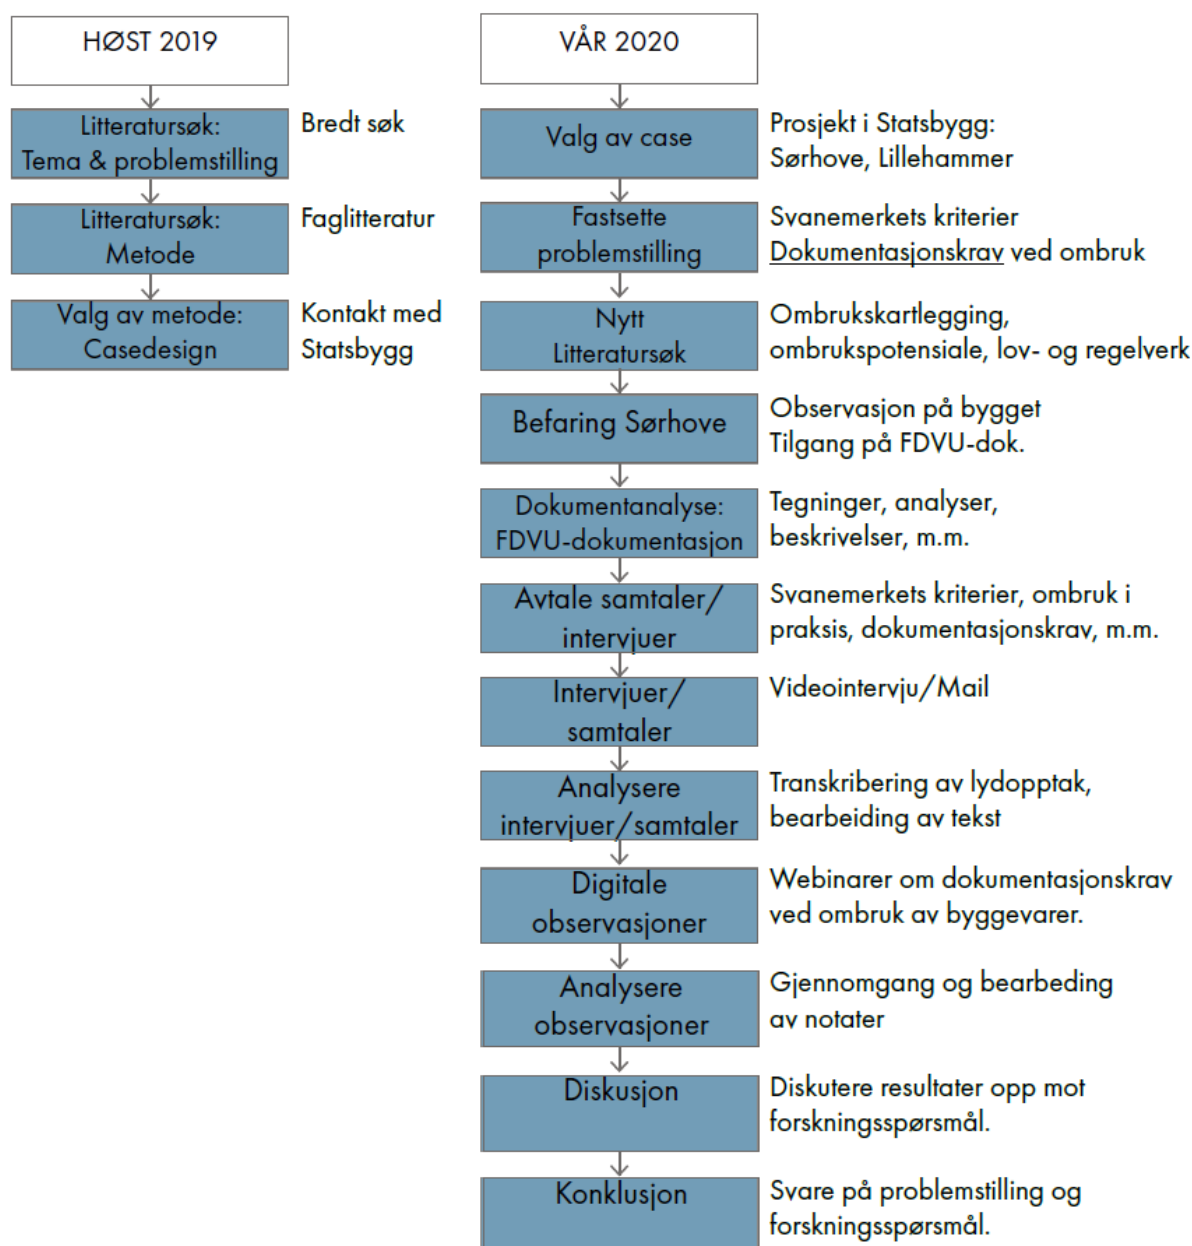 HØST 2019
Litteratursøk:
Tema & problemstilling
Bredt søk
Litteratursøk:
Metode
Faglitteratur
Valg av metode:
Casedesign
Kontakt med
Statsbygg
VÅR 2020
Valg av case
Prosjekt i Statsbygg:
Sørhove, Lillehammer
Fastsette
problemstilling
Svanemerkets kriterier
Dokumentasjonskrav ved ombruk
Nytt
Litteratursøk
Ombrukskartlegging,
ombrukspotensiale, lov- og regelverk
Befaring Sørhove
Observasjon på bygget
Tilgang på FDVU-dok.
Dokumentanalyse:
FDVU-dokumentasjon
Tegninger, analyser,
beskrivelser, m.m.
Avtale samtaler/
intervjuer
Svanemerkets kriterier, ombruk i
praksis, dokumentasjonskrav, m.m.
Intervjuer/
samtaler
Videointervju/Mail
Analysere
intervjuer/samtaler
Transkribering av lydopptak,
bearbeiding av tekst
Digitale
observasjoner
Webinarer om dokumentasjonskrav
ved ombruk av byggevarer.
Analysere
observasjoner
Gjennomgang og bearbeding
av notater
Diskusjon
Diskutere resultater opp mot
forskningsspørsmål.
Konklusjon
Svare på problemstilling og
forskningsspørsmål.